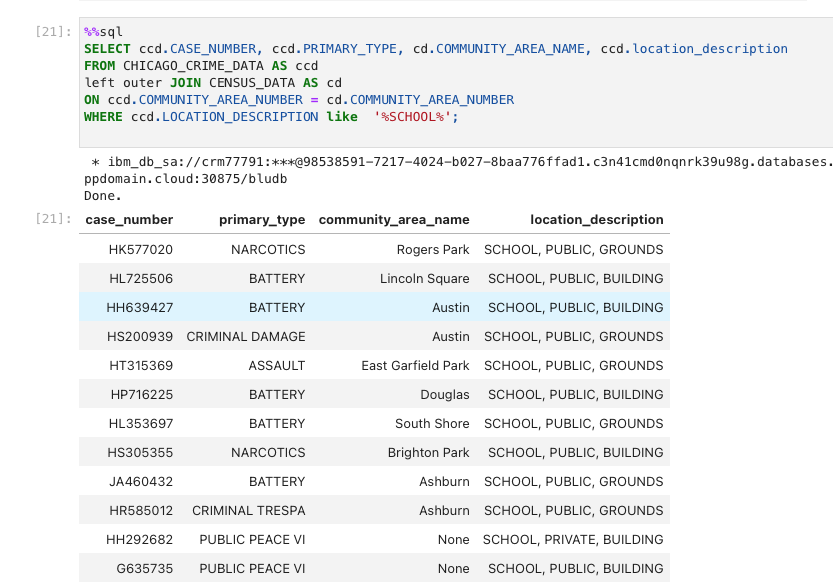 [21]: %%sql
SELECT ccd.CASE_NUMBER, ccd.PRIMARY_TYPE, cd.COMMUNITY_AREA_NAME, ccd.location_description
FROM CHICAGO_CRIME_DATA AS ccd
left outer JOIN CENSUS_DATA AS cd
ON ccd.COMMUNITY_AREA_NUMBER = cd.COMMUNITY_AREA_NUMBER
WHERE ccd.LOCATION_DESCRIPTION like  '%SCHOOL%';
* ibm_db_sa://crm77791:***@98538591-7217-4024-b027-8baa776ffad1.c3n41cmd0nqnrk39u98g.databases.
ppdomain.cloud:30875/bludb
Done.
[21]: case_number primary_type community_area_name location_description
HK577020 NARCOTICS Rogers Park SCHOOL, PUBLIC, GROUNDS
HL725506 BATTERY Lincoln Square SCHOOL, PUBLIC, BUILDING
HH639427 BATTERY Austin SCHOOL, PUBLIC, BUILDING
HS200939 CRIMINAL DAMAGE Austin SCHOOL, PUBLIC, GROUNDS
HT315369 ASSAULT East Garfield Park SCHOOL, PUBLIC, GROUNDS
HP716225 BATTERY Douglas SCHOOL, PUBLIC, BUILDING
HL353697 BATTERY South Shore SCHOOL, PUBLIC, GROUNDS
HS305355 NARCOTICS Brighton Park SCHOOL, PUBLIC, BUILDING
JA460432 BATTERY Ashburn SCHOOL, PUBLIC, GROUNDS
HR585012 CRIMINAL TRESPA Ashburn SCHOOL, PUBLIC, GROUNDS
HH292682 PUBLIC PEACE VI None SCHOOL, PRIVATE, BUILDING
G635735 PUBLIC PEACE VI None SCHOOL, PUBLIC, BUILDING